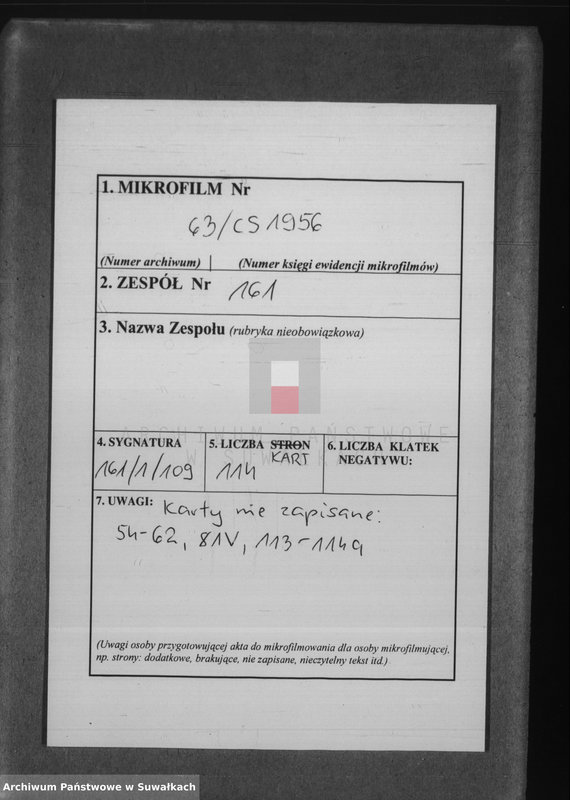 1. MIKROFILM Nr
63/CS1956
(Numer archiwum) | (Numer księgi ewidencji mikrofilmów)
2. ZESPÓŁ Nr 161
3. Nazwa Zespołu (rubryka nieobowiązkowa)
ARCHIWUM PAŃSTWOWE
W SUWAŁKACH
4. SYGNATURA
161/1/109
5. LICZBA STRON
KART
114
6. LICZBA KLATEK
NEGATYWU:
7. UWAGI: Karty nie zapisane:
54-62, 81V, 113-114a
(Uwagi osoby przygotowującej akta do mikrofilmowania dla osoby mikrofilmującej,
np. strony: dodatkowe, brakujące, nie zapisane, nieczytelny tekst itd.)
Archiwum Państwowe w Suwałkach